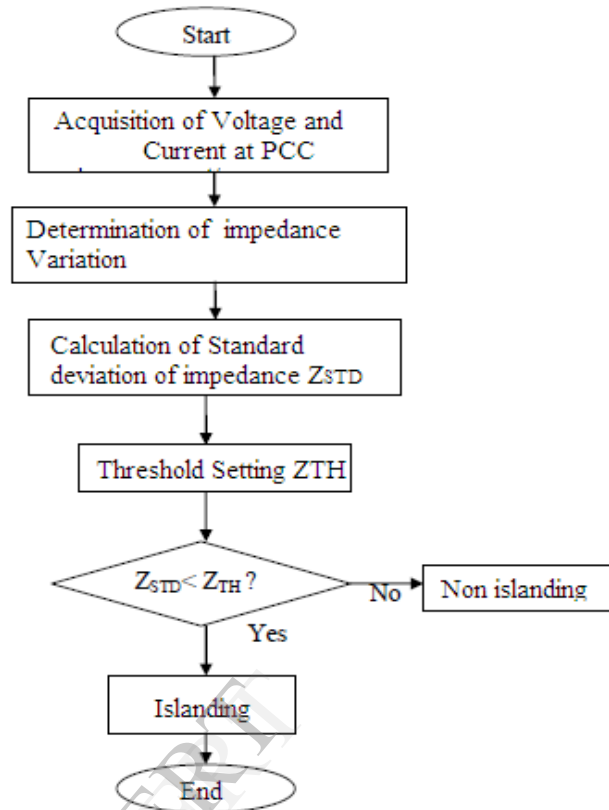 Start
Acquisition of Voltage and
Current at PCC
Determination of impedance
Variation
Calculation of Standard
deviation of impedance ZSTD
Threshold Setting ZTH
ZSTD< ZTH ?
No
Non islanding
Yes
Islanding
End